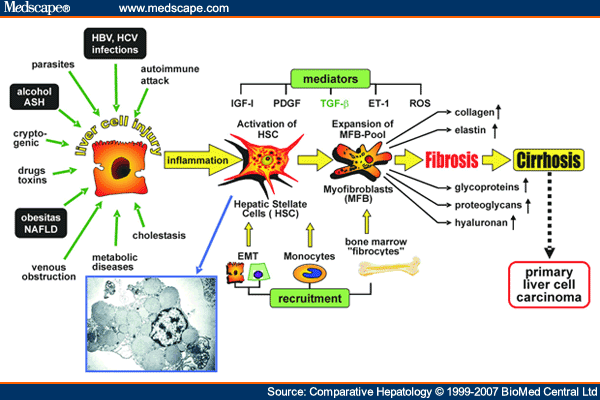 Medscape® www.medscape.com
HBV, HCV
infections
parasites
autoimmune
attack
alcohol
ASH
liver cell injury
crypto-
genic
drugs
toxins
obesitas
NAFLD
venous
obstruction
metabolic
diseases
cholestasis
inflammation
mediators
IGF-I PDGF TGF-β ET-1 ROS
Activation of
HSC
Hepatic Stellate
Cells ( HSC)
Expansion of
MFB-Pool
Myofibroblasts
(MFB)
EMT
Monocytes
bone marrow
"fibrocytes"
recruitment
collagen
elastin
Fibrosis
Cirrhosis
glycoproteins
proteoglycans
hyaluronan
primary
liver cell
carcinoma
Source: Comparative Hepatology © 1999-2007 BioMed Central Ltd